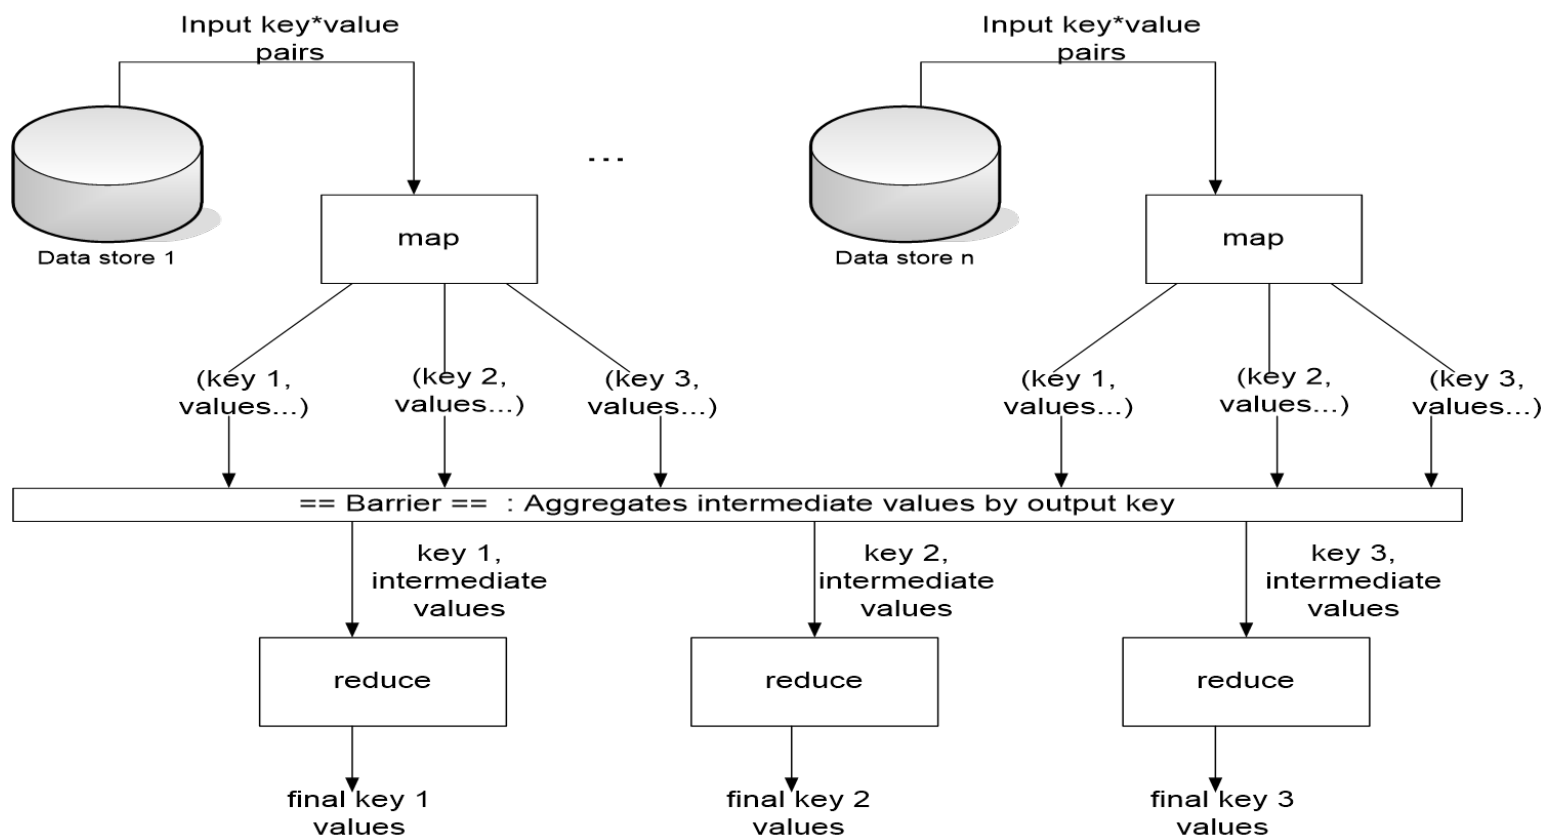 Input key*value
pairs
Input key*value
pairs
...
map
map
Data store 1
Data store n
(key 1,
values...)
(key 2,
values...)
(key 3,
values...)
(key 1,
values...)
(key 2,
values...)
(key 3,
values...)
== Barrier == : Aggregates intermediate values by output key
key 1,
intermediate
values
key 2,
intermediate
values
key 3,
intermediate
values
reduce
reduce
reduce
final key 1
values
final key 2
values
final key 3
values